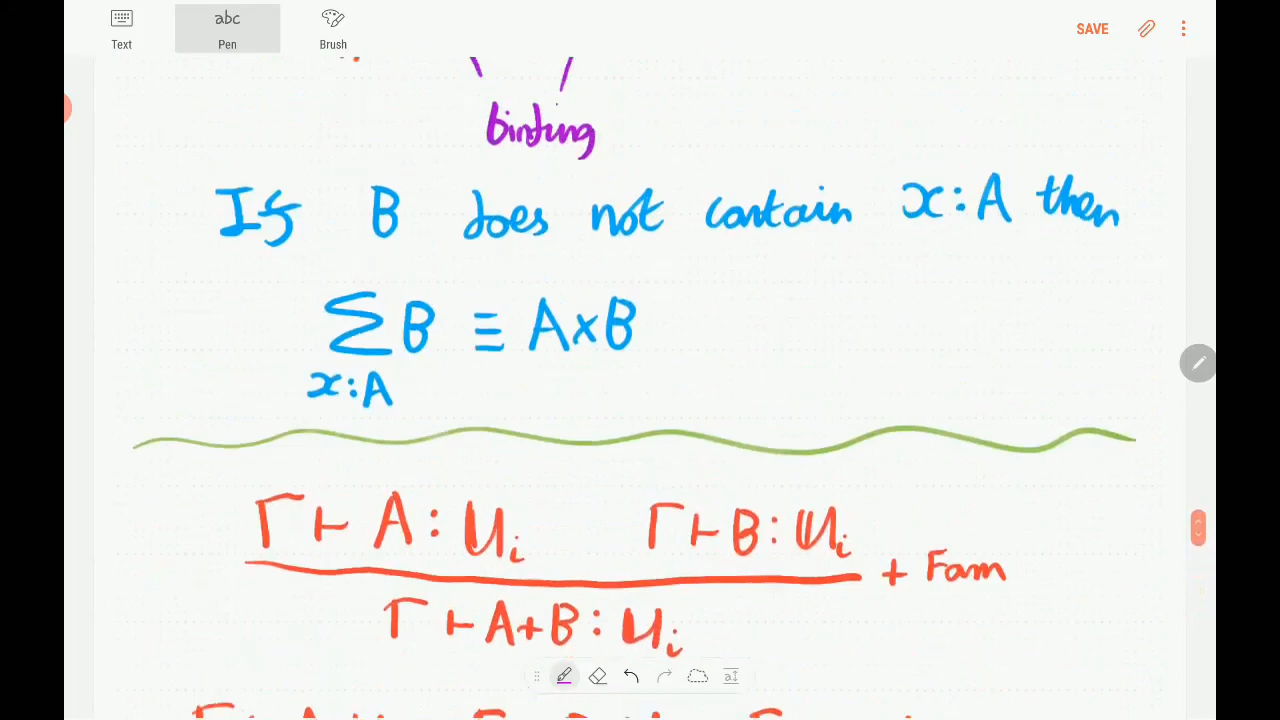 Text
abc
Pen
Brush
SAVE
binding
If B does not contain x:A then
∑ B ≡ A×B
x:A
Γ ⊢ A : U_i Γ ⊢ B : U_i
+ Form
Γ ⊢ A+B : U_i